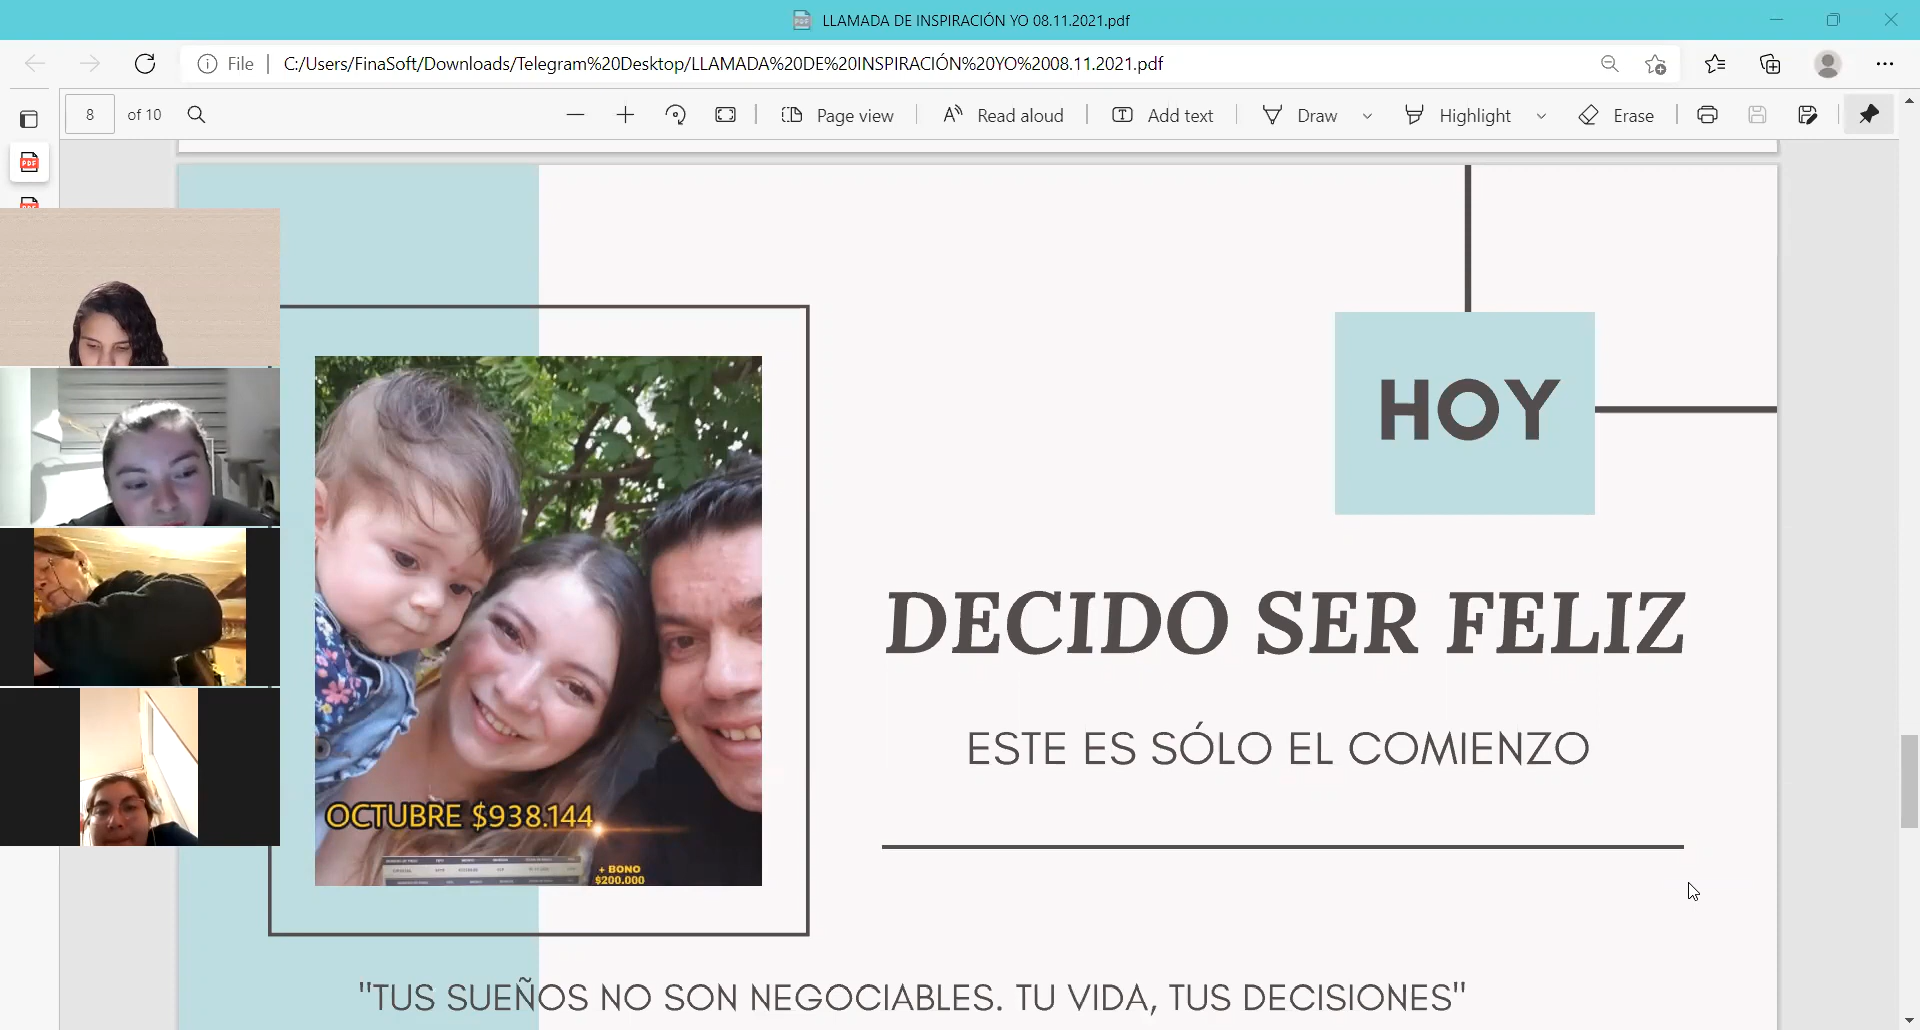 LLAMADA DE INSPIRACIÓN YO 08.11.2021.pdf
File
C:/Users/FinaSoft/Downloads/Telegram%20Desktop/LLAMADA%20DE%20INSPIRACIÓN%20YO%2008.11.2021.pdf
8 of 10
Page view
Read aloud
Add text
Draw
Highlight
Erase
PDF
HOY
DECIDO SER FELIZ
ESTE ES SÓLO EL COMIENZO
OCTUBRE $938.144
+ BONO
$200.000
"TUS SUEÑOS NO SON NEGOCIABLES. TU VIDA, TUS DECISIONES"